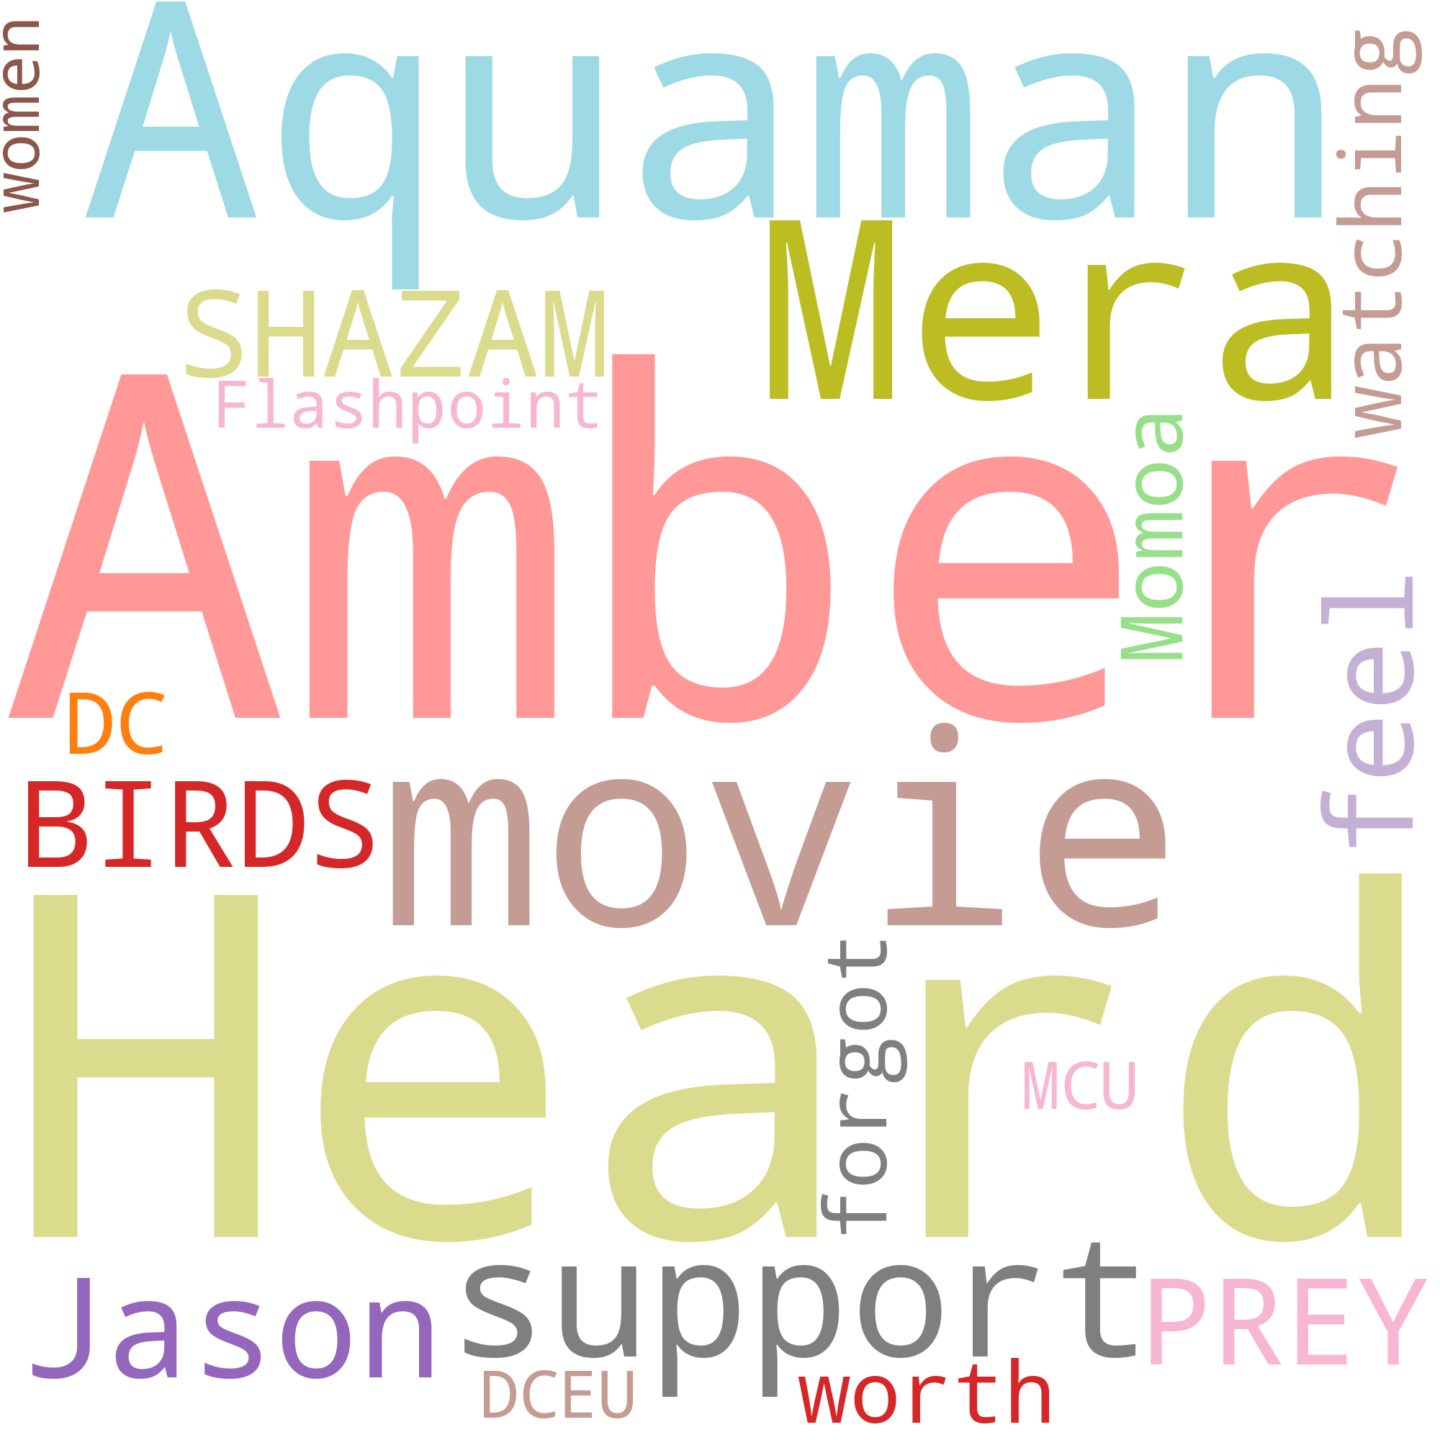 women
Aquaman
watching
Mera
SHAZAM
Flashpoint
Amber
Momoa
feel
DC
movie
BIRDS
Heard
forgot
MCU
support
Jason
PREY
DCEU
worth